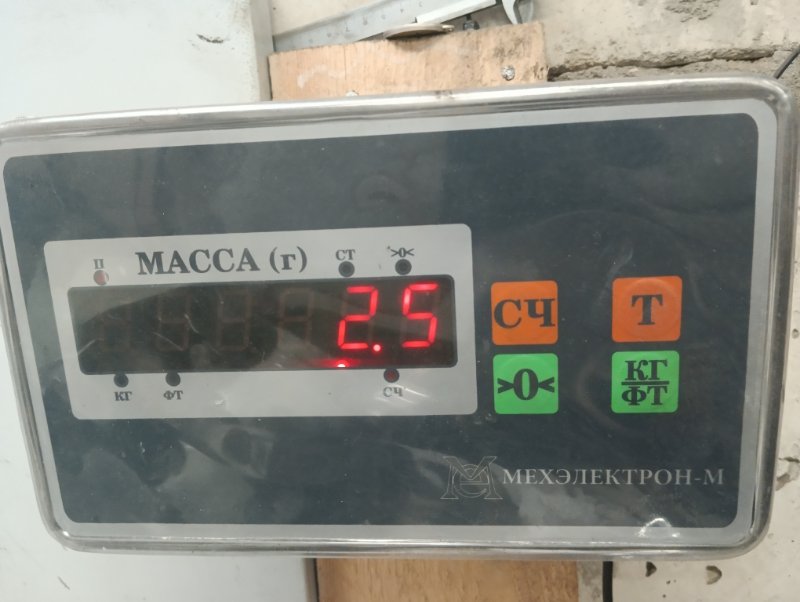 МАССА (г)
П
СТ
>0<
2.5
КГ
ФТ
СЧ
СЧ
Т
>0<
КГ
ФТ
МЕХЭЛЕКТРОН-М